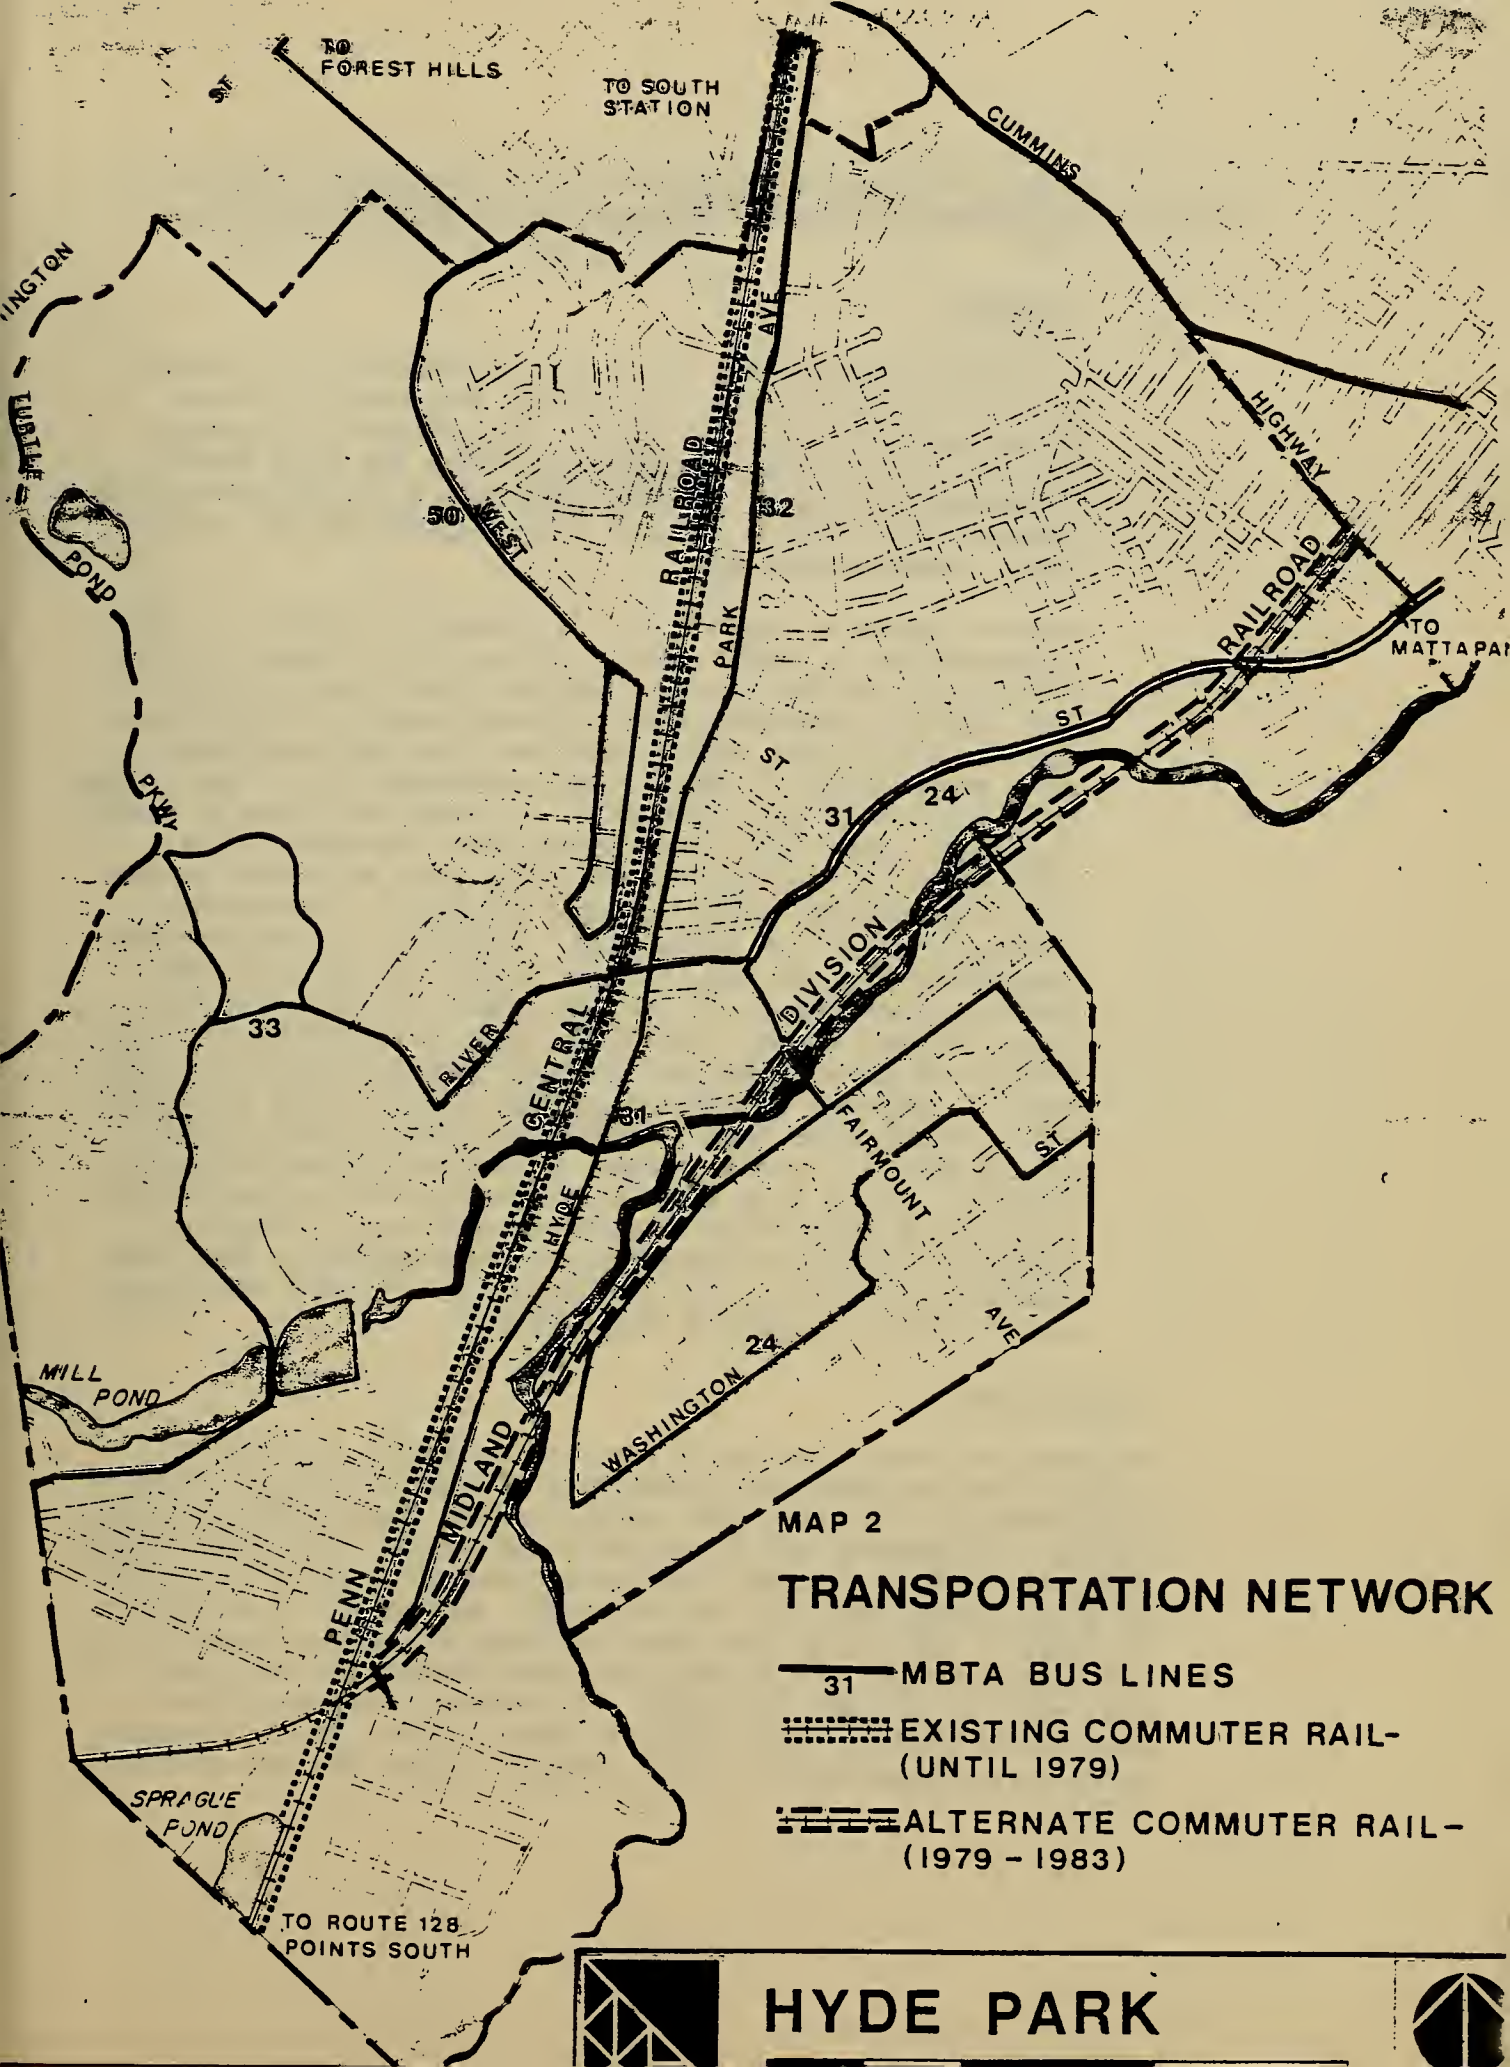 TO
FOREST HILLS
ST
TO SOUTH
STATION
CUMMINS
HIGHWAY
AVE
RAILROAD
50
WEST
32
PARK
TURTLE
POND
PKWY
RAILROAD
TO
MATTAPAN
ST
ST
31
24
DIVISION
33
RIVER
CENTRAL
31
HYDE
FAIRMOUNT
ST
AVE
24
WASHINGTON
MILL
POND
MIDLAND
PENN
SPRAGUE
POND
TO ROUTE 128
POINTS SOUTH
MAP 2
TRANSPORTATION NETWORK
31 MBTA BUS LINES
EXISTING COMMUTER RAIL-
(UNTIL 1979)
ALTERNATE COMMUTER RAIL-
(1979 - 1983)
HYDE PARK